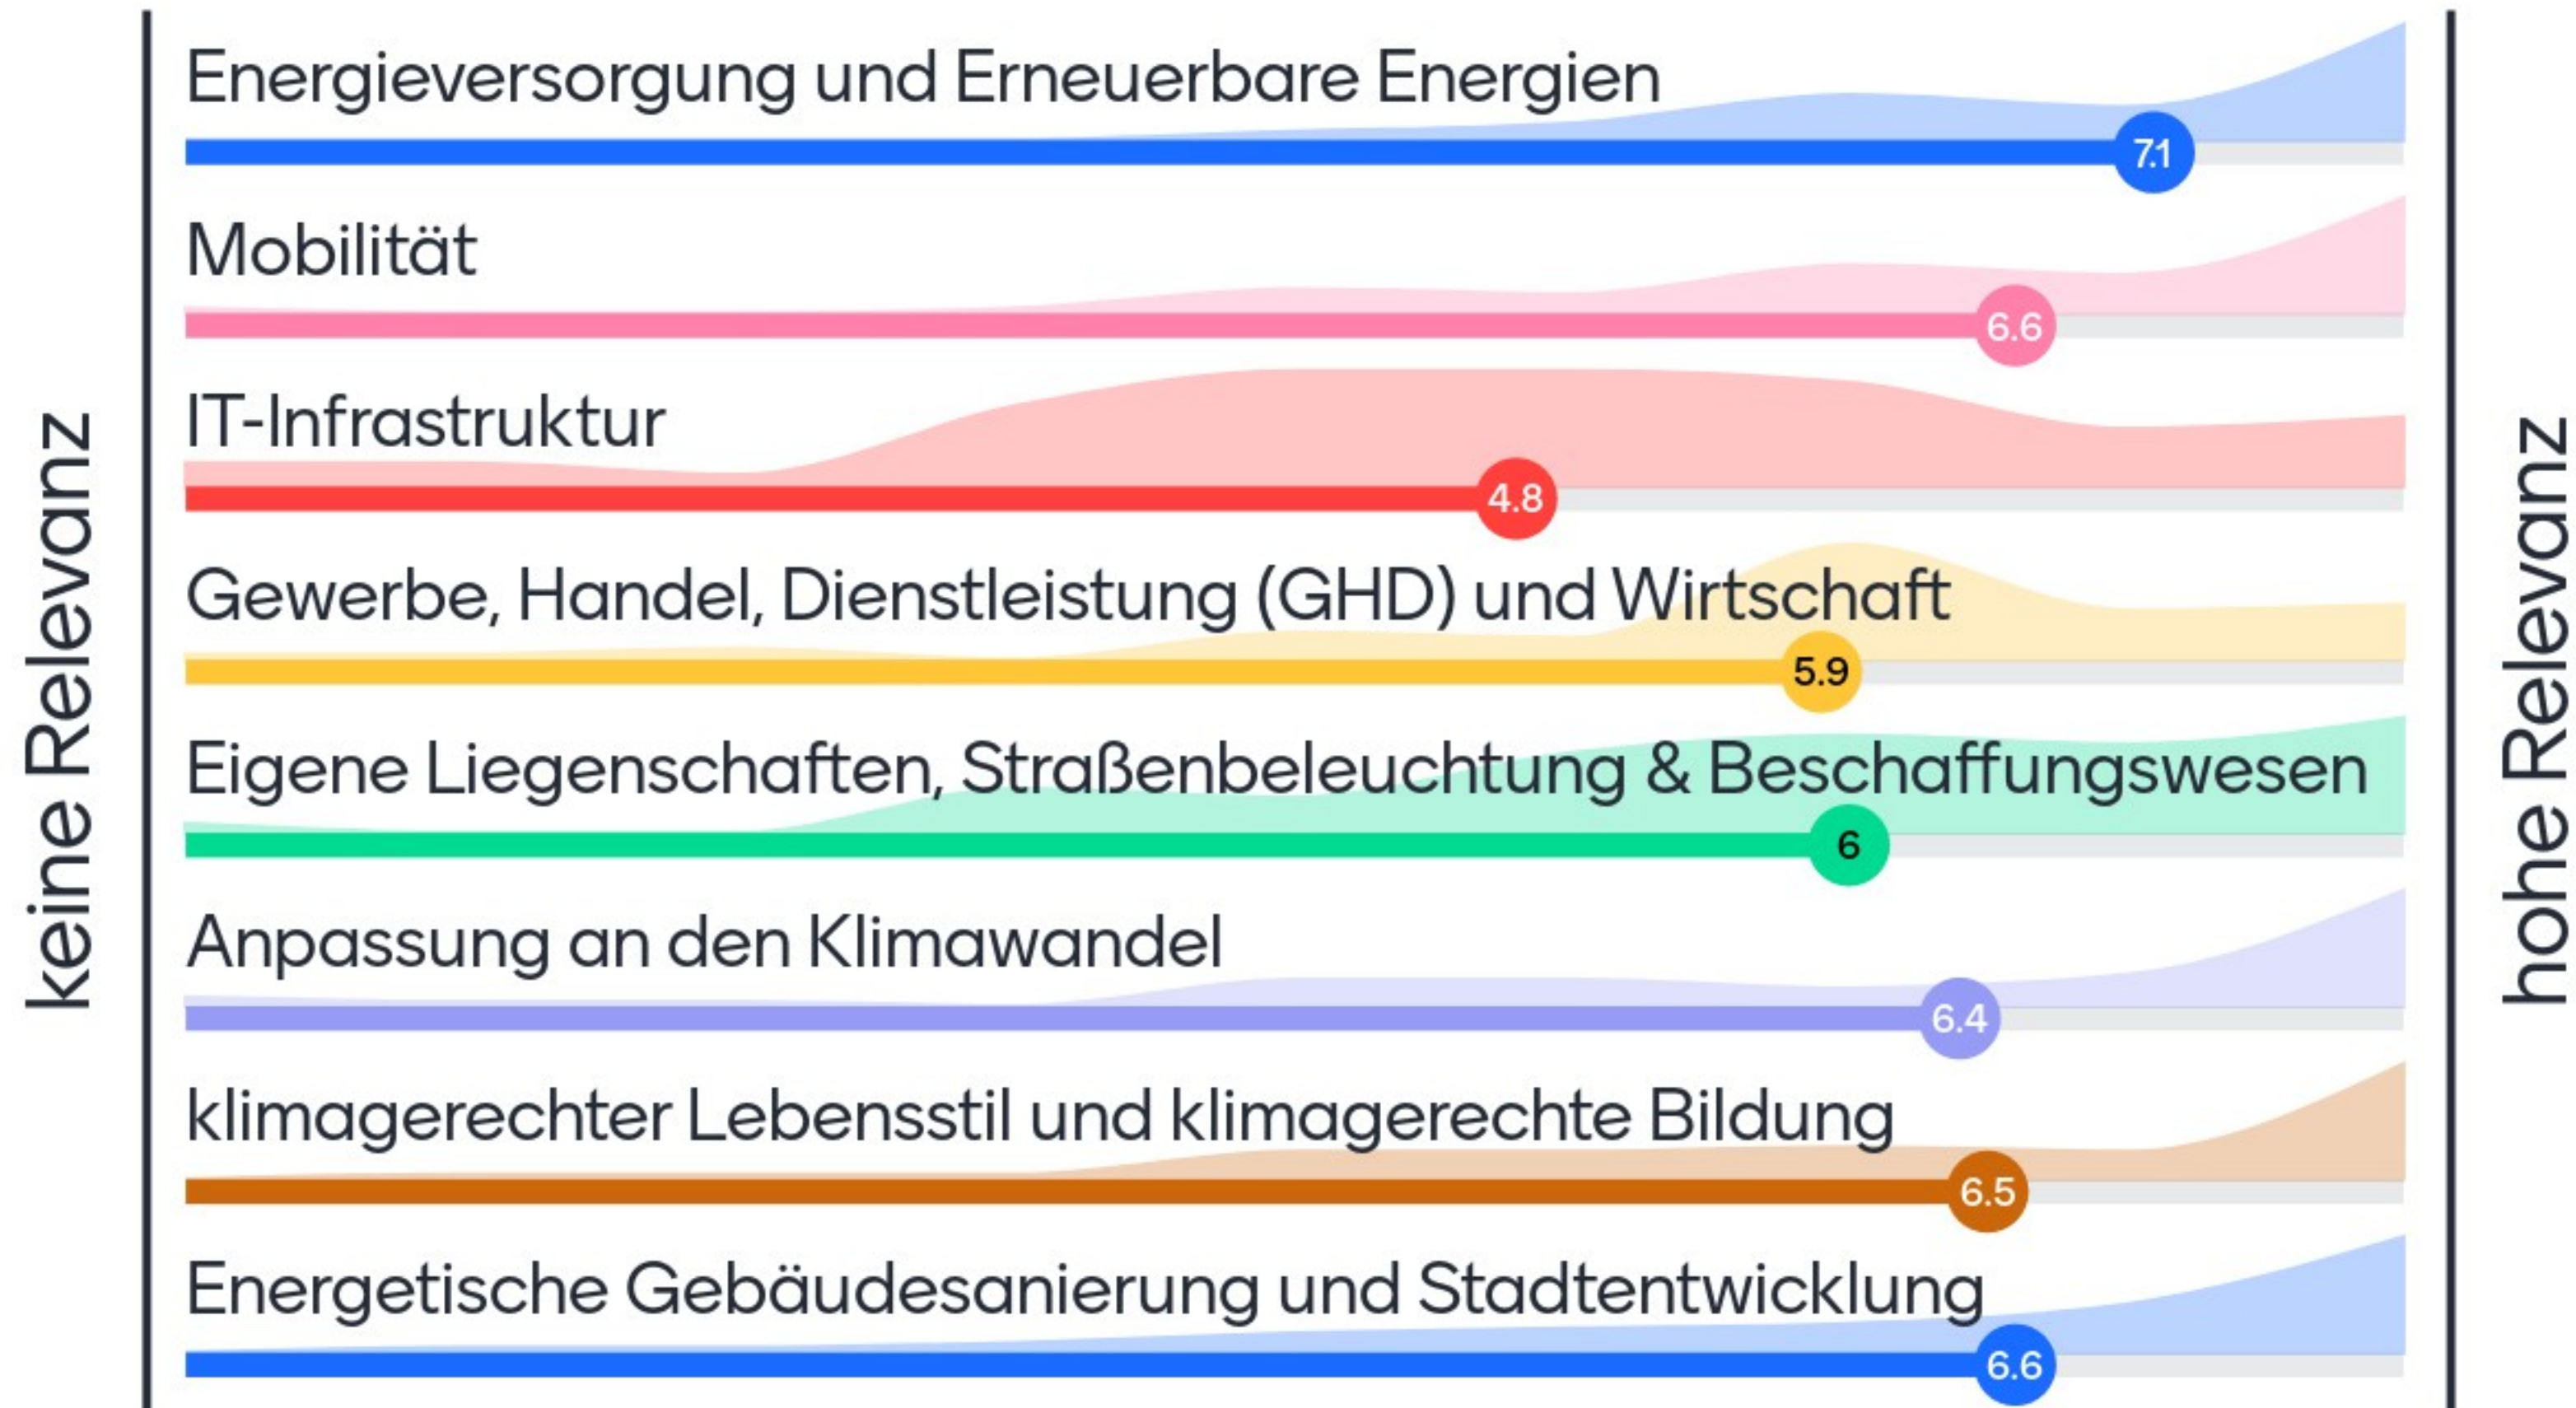 keine Relevanz
Energieversorgung und Erneuerbare Energien
7.1
Mobilität
6.6
IT-Infrastruktur
4.8
Gewerbe, Handel, Dienstleistung (GHD) und Wirtschaft
5.9
Eigene Liegenschaften, Straßenbeleuchtung & Beschaffungswesen
6
Anpassung an den Klimawandel
6.4
klimagerechter Lebensstil und klimagerechte Bildung
6.5
Energetische Gebäudesanierung und Stadtentwicklung
6.6
hohe Relevanz